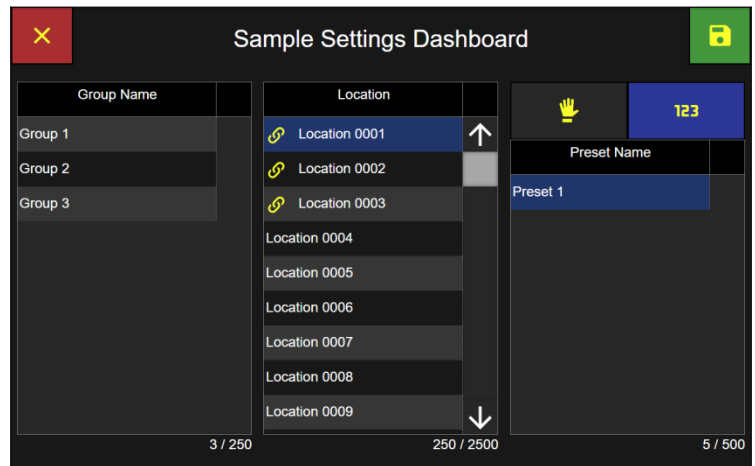 Sample Settings Dashboard
Group Name
Group 1
Group 2
Group 3
3 / 250
Location
Location 0001
Location 0002
Location 0003
Location 0004
Location 0005
Location 0006
Location 0007
Location 0008
Location 0009
250 / 2500
123
Preset Name
Preset 1
5 / 500